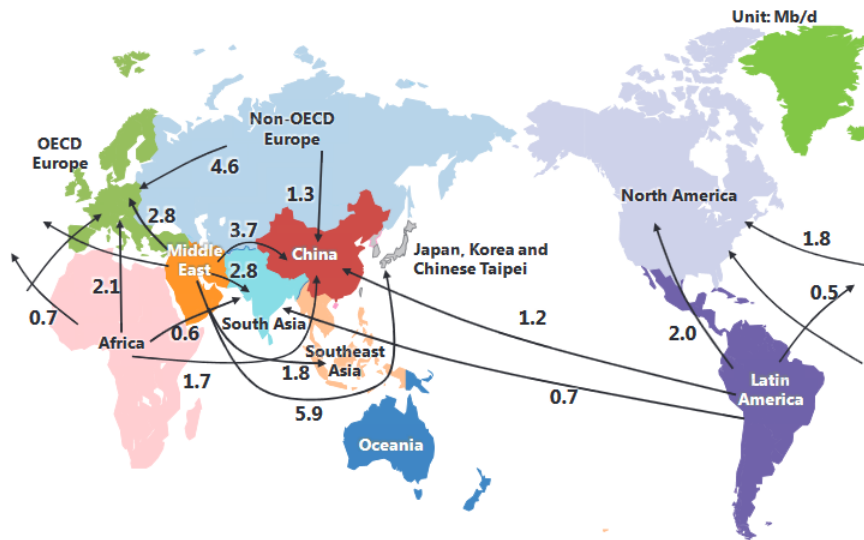 Unit: Mb/d
OECD
Europe
Non-OECD
Europe
4.6
1.3
North America
2.8
3.7
Middle
East
China
Japan, Korea and
Chinese Taipei
1.8
2.8
0.5
2.1
South Asia
0.7
0.6
1.2
2.0
Africa
Southeast
Asia
1.8
1.7
0.7
Latin
America
5.9
Oceania